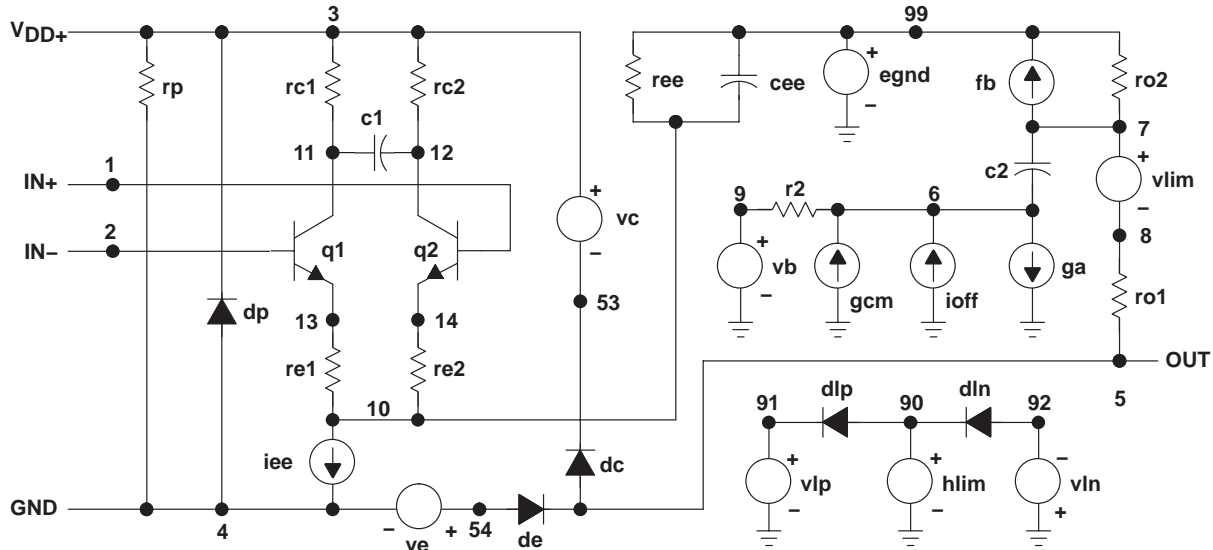 3
99
VDD+
rp
rc1
rc2
ree
cee
egnd
+
−
fb
ro2
c1
7
11
12
1
IN+
c2
+
vlim
−
9
r2
6
8
2
IN−
q1
q2
+
vc
−
+
vb
−
gcm
ioff
ga
53
dp
13
14
ro1
re1
re2
OUT
5
10
91
dlp
90
dln
92
iee
dc
+
vlp
−
+
hlim
−
−
vln
+
GND
4
−
ve
+
54
de